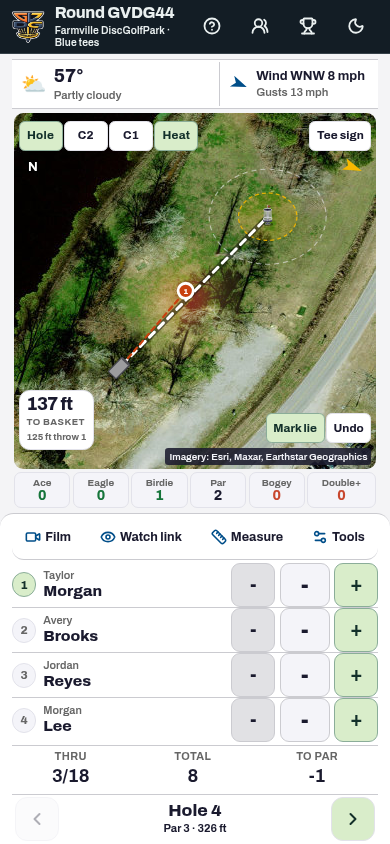 Round GVDG44
Farmville DiscGolfPark ·
Blue tees
57°
Partly cloudy
Wind WNW 8 mph
Gusts 13 mph
Hole
C2
C1
Heat
Tee sign
N
1
137 ft
TO BASKET
125 ft throw 1
Mark lie
Undo
Imagery: Esri, Maxar, Earthstar Geographics
Ace
0
Eagle
0
Birdie
1
Par
2
Bogey
0
Double+
0
Film
Watch link
Measure
Tools
1
Taylor
Morgan
- - +
2
Avery
Brooks
- - +
3
Jordan
Reyes
- - +
4
Morgan
Lee
- - +
THRU
3/18
TOTAL
8
TO PAR
-1
Hole 4
Par 3 · 326 ft